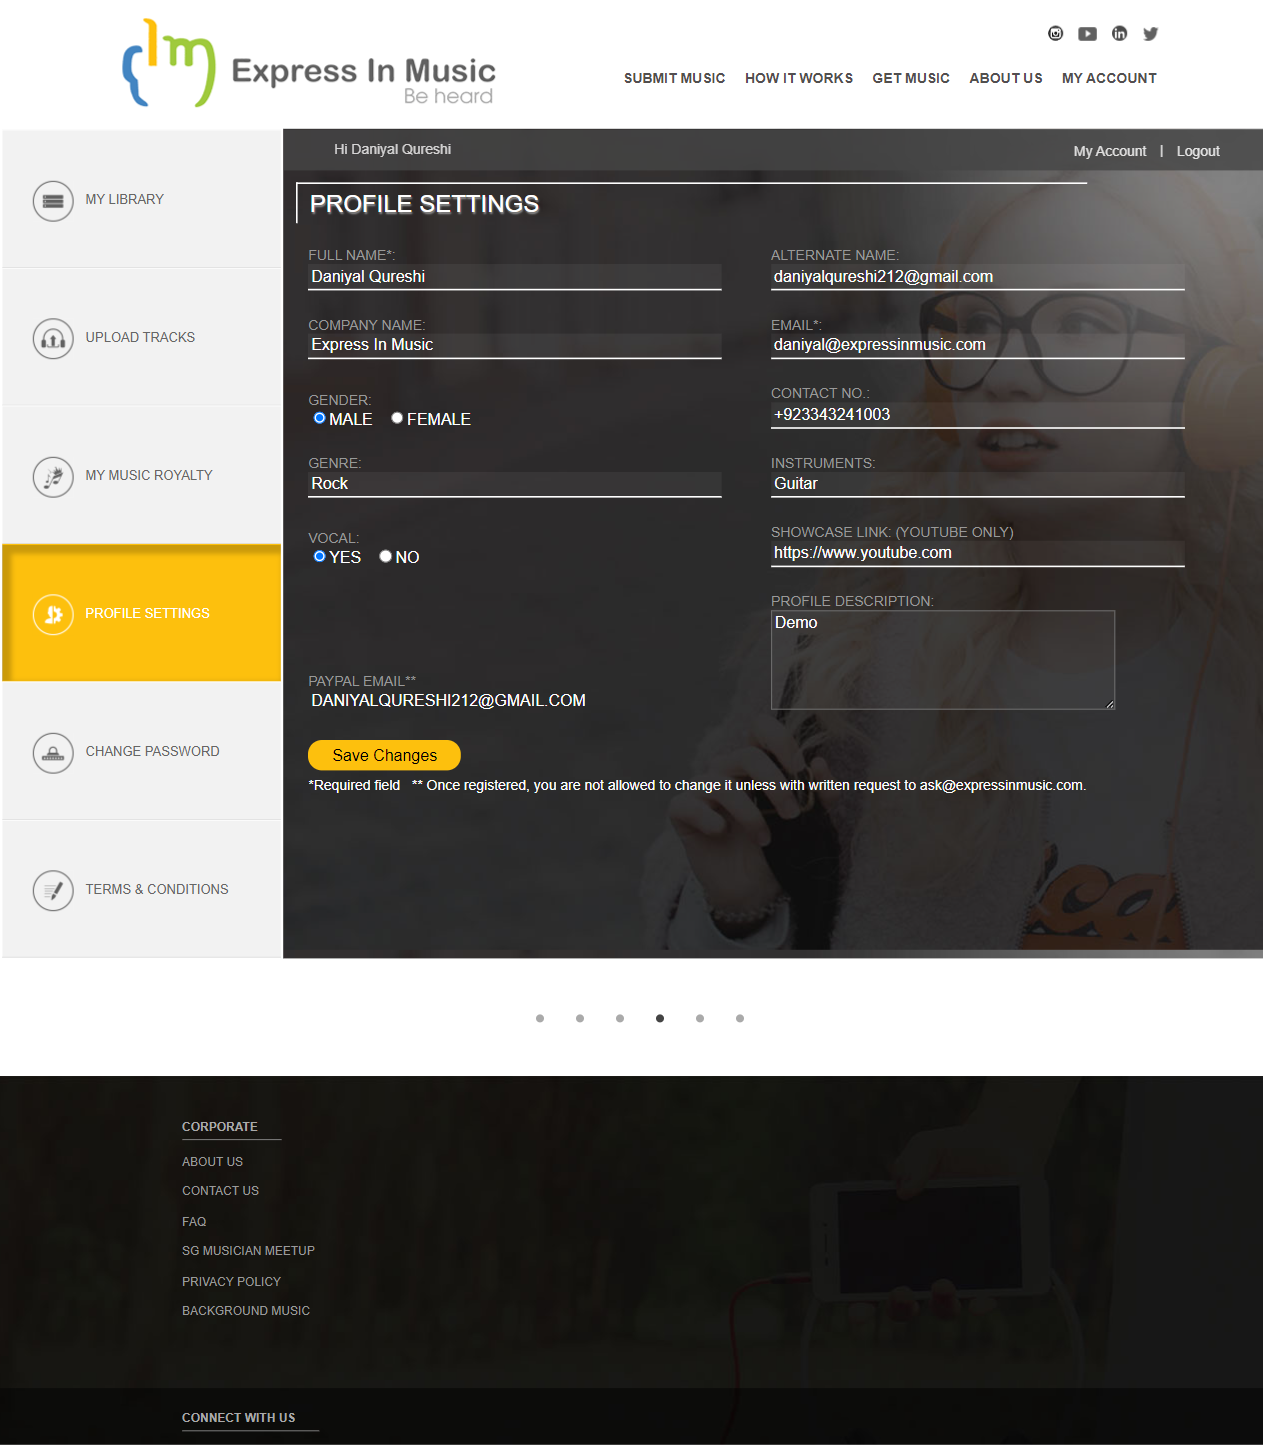 Express In Music
Be heard
SUBMIT MUSIC HOW IT WORKS GET MUSIC ABOUT US MY ACCOUNT
Hi Daniyal Qureshi
My Account | Logout
MY LIBRARY
UPLOAD TRACKS
MY MUSIC ROYALTY
PROFILE SETTINGS
CHANGE PASSWORD
TERMS & CONDITIONS
PROFILE SETTINGS
FULL NAME*:
Daniyal Qureshi
ALTERNATE NAME:
daniyalqureshi212@gmail.com
COMPANY NAME:
Express In Music
EMAIL*:
daniyal@expressinmusic.com
GENDER:
MALE FEMALE
CONTACT NO.:
+923343241003
GENRE:
Rock
INSTRUMENTS:
Guitar
VOCAL:
YES NO
SHOWCASE LINK: (YOUTUBE ONLY)
https://www.youtube.com
PROFILE DESCRIPTION:
Demo
PAYPAL EMAIL**
DANIYALQURESHI212@GMAIL.COM
Save Changes
*Required field ** Once registered, you are not allowed to change it unless with written request to ask@expressinmusic.com.
CORPORATE
ABOUT US
CONTACT US
FAQ
SG MUSICIAN MEETUP
PRIVACY POLICY
BACKGROUND MUSIC
CONNECT WITH US